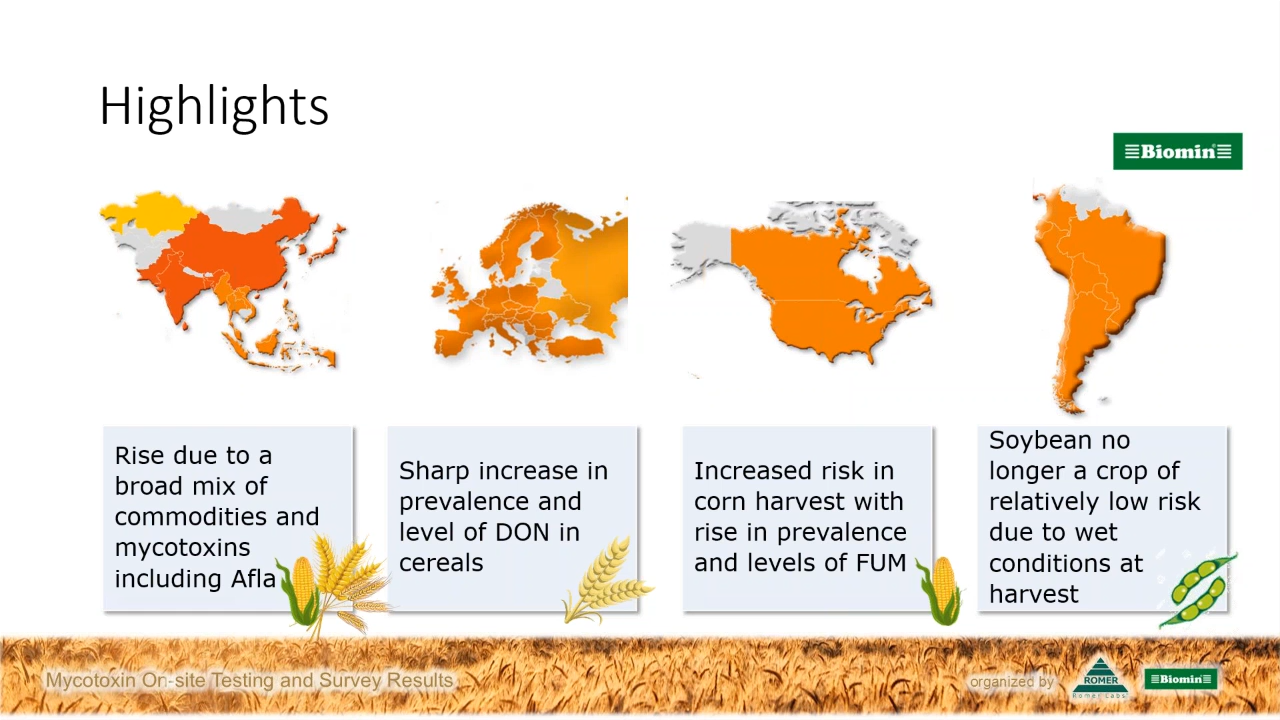 Highlights
Biomin
Rise due to a
broad mix of
commodities and
mycotoxins
including Afla
Sharp increase in
prevalence and
level of DON in
cereals
Increased risk in
corn harvest with
rise in prevalence
and levels of FUM
Soybean no
longer a crop of
relatively low risk
due to wet
conditions at
harvest
Mycotoxin On-site Testing and Survey Results
organized by
ROMER
Romer Labs
Biomin